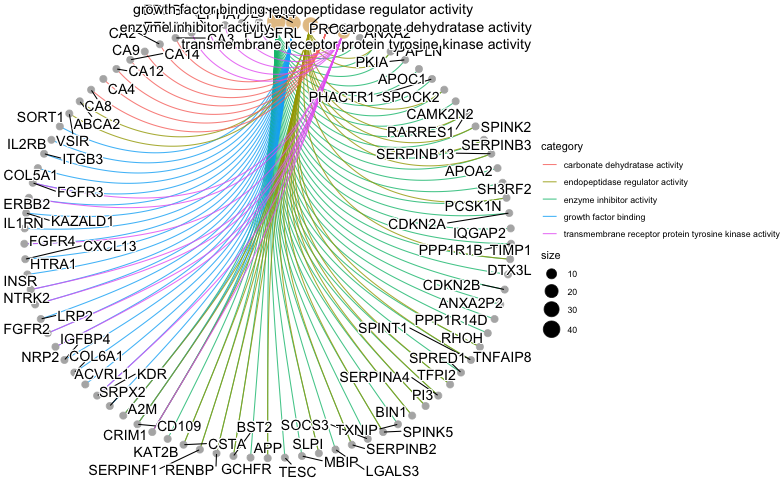 growth factor binding endopeptidase regulator activity
enzyme inhibitor activity
PDGFRL
carbonate dehydratase activity
CA2
CA3
ANXA2
transmembrane receptor protein tyrosine kinase activity
PAPLN
CA9
CA14
PKIA
CA12
APOC1
CA4
PHACTR1
SPOCK2
CA8
CAMK2N2
SORT1
ABCA2
RARRES1
SPINK2
IL2RB
VSIR
SERPINB3
ITGB3
SERPINB13
COL5A1
APOA2
FGFR3
SH3RF2
ERBB2
PCSK1N
IL1RN
KAZALD1
CDKN2A
IQGAP2
FGFR4
CXCL13
PPP1R1B
TIMP1
HTRA1
DTX3L
INSR
CDKN2B
NTRK2
ANXA2P2
LRP2
PPP1R14D
FGFR2
SPINT1
IGFBP4
RHOH
NRP2
COL6A1
SPRED1
TNFAIP8
ACVRL1
KDR
SERPINA4
TFPI2
SRPX2
PI3
A2M
BIN1
CRIM1
CD109
BST2
SOCS3
TXNIP
SPINK5
KAT2B
CSTA
APP
SLPI
SERPINB2
SERPINF1
RENBP
GCHFR
TESC
MBIP
LGALS3
category
carbonate dehydratase activity
endopeptidase regulator activity
enzyme inhibitor activity
growth factor binding
transmembrane receptor protein tyrosine kinase activity
size
10
20
30
40